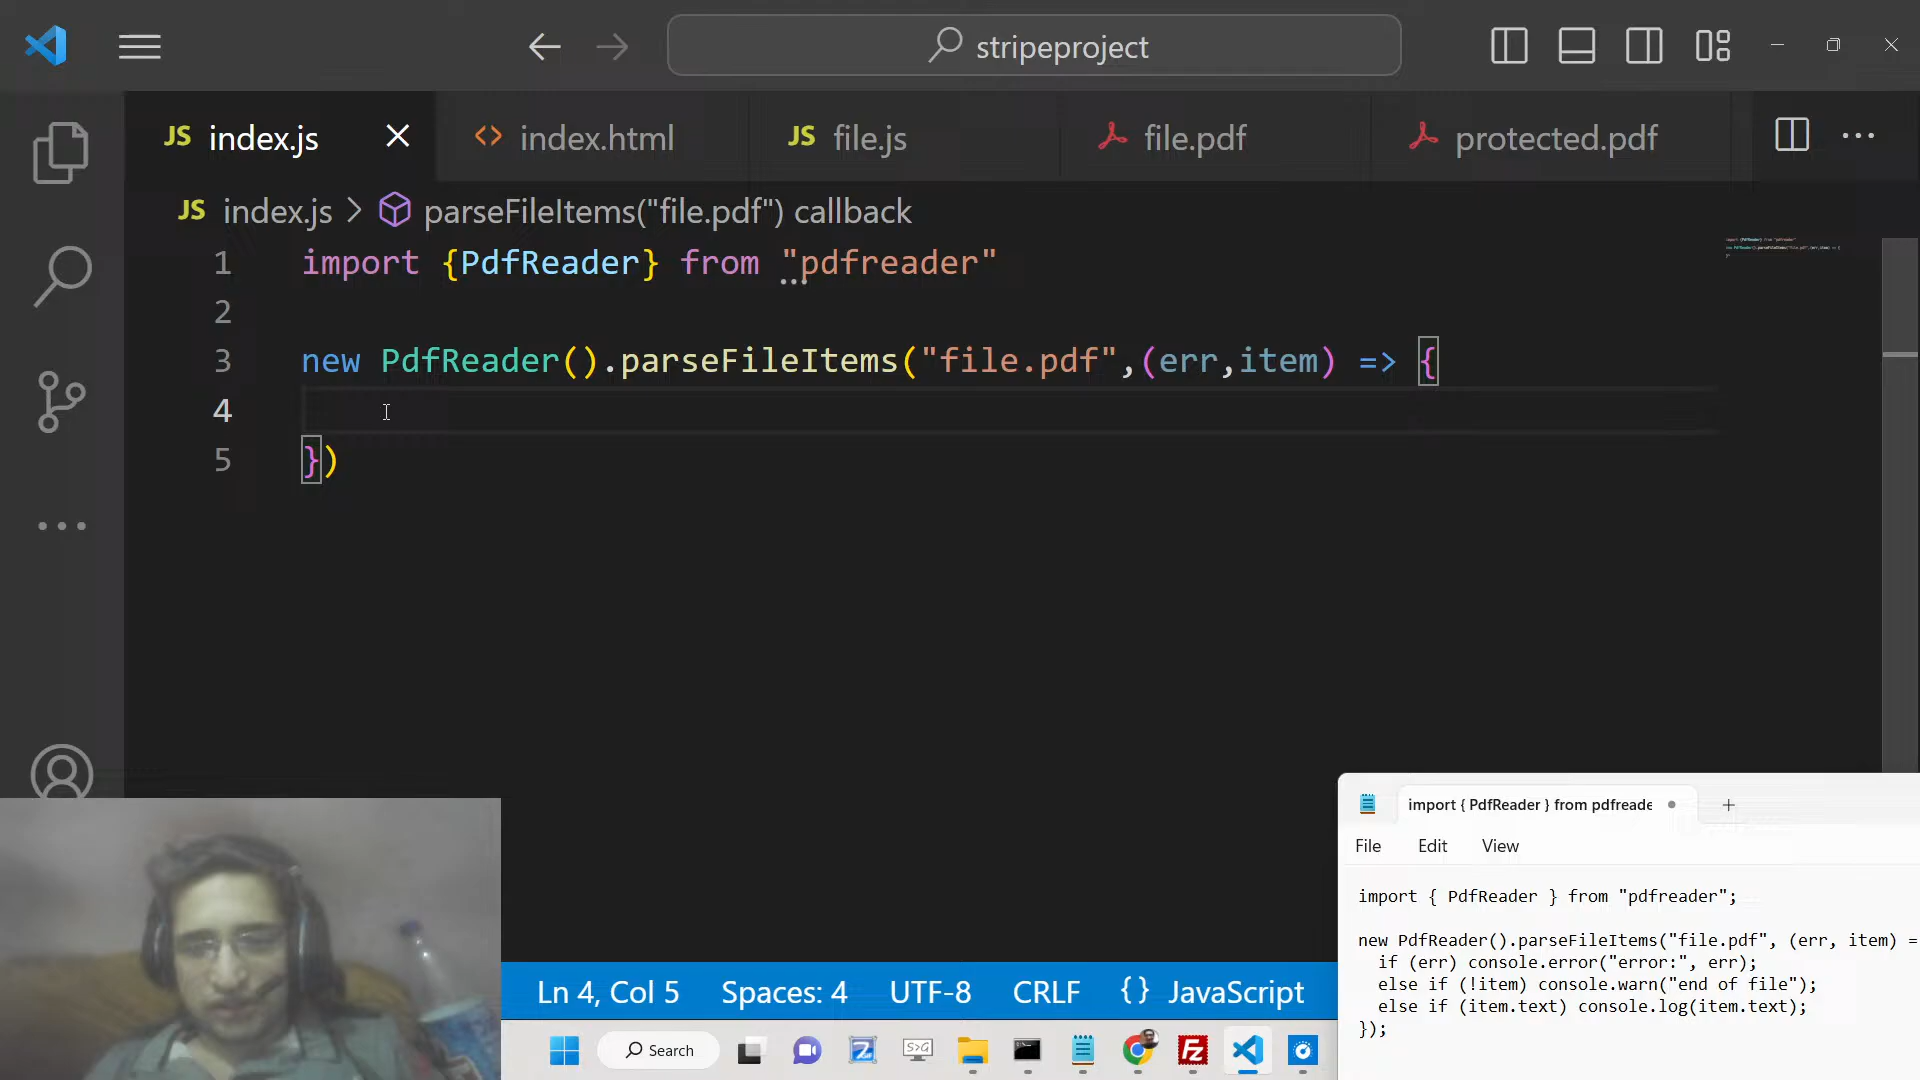 stripeproject
JS index.js
<> index.html
JS file.js
file.pdf
protected.pdf
JS index.js > parseFileItems("file.pdf") callback
1 import {PdfReader} from "pdfreader"
2
3 new PdfReader().parseFileItems("file.pdf",(err,item) => {
4
5 })
import { PdfReader } from pdfreade
File Edit View
import { PdfReader } from "pdfreader";
new PdfReader().parseFileItems("file.pdf", (err, item) =
if (err) console.error("error:", err);
else if (!item) console.warn("end of file");
else if (item.text) console.log(item.text);
});
Ln 4, Col 5 Spaces: 4 UTF-8 CRLF {} JavaScript
Search